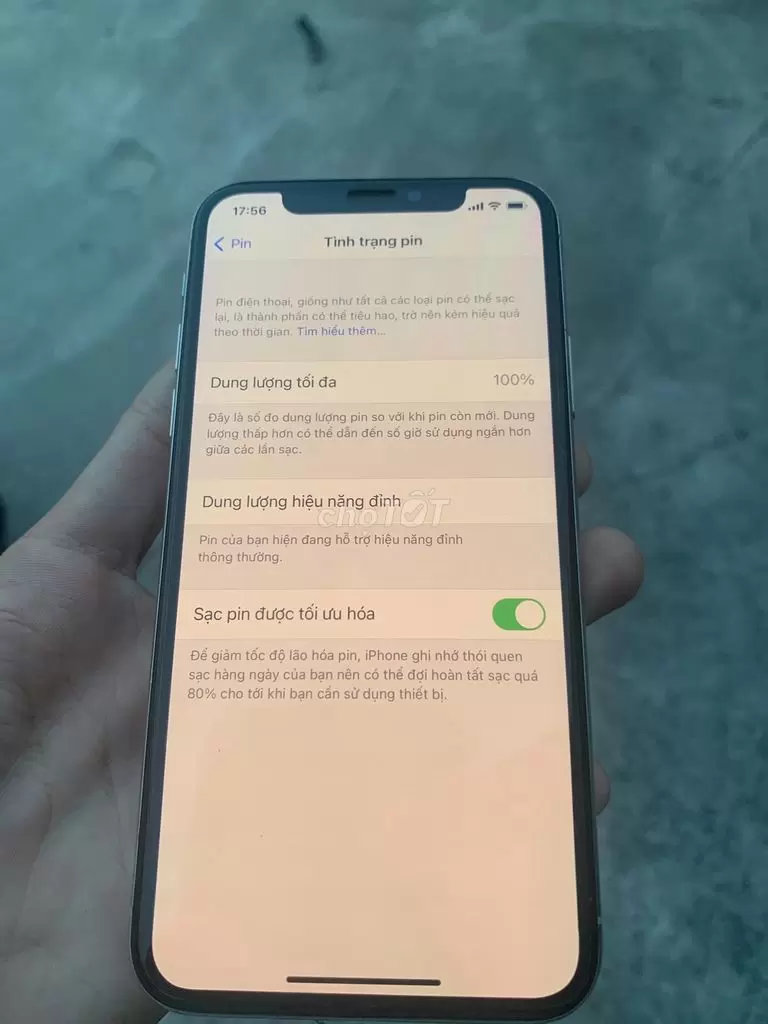 17:56
Pin
Tình trạng pin
Pin điện thoại, giống như tất cả các loại pin có thể sạc
lại, là thành phần có thể tiêu hao, trở nên kém hiệu quả
theo thời gian. Tìm hiểu thêm...
Dung lượng tối đa 100%
Đây là số đo dung lượng pin so với khi pin còn mới. Dung
lượng thấp hơn có thể dẫn đến số giờ sử dụng ngắn hơn
giữa các lần sạc.
Dung lượng hiệu năng đỉnh
choTỐT
Pin của bạn hiện đang hỗ trợ hiệu năng đỉnh
thông thường.
Sạc pin được tối ưu hóa
Để giảm tốc độ lão hóa pin, iPhone ghi nhớ thói quen
sạc hàng ngày của bạn nên có thể đợi hoàn tất sạc quá
80% cho tới khi bạn cần sử dụng thiết bị.